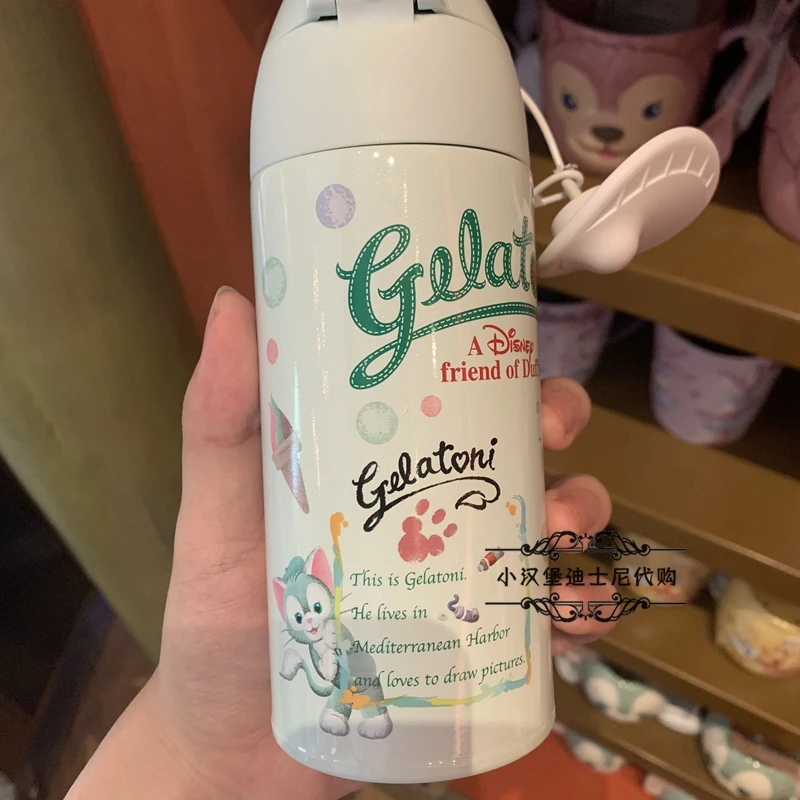 Gelat
A Disney
friend of Duff
Gelatoni
This is Gelatoni.
He lives in
Mediterranean Harbor
and loves to draw pictures.
小汉堡迪士尼代购